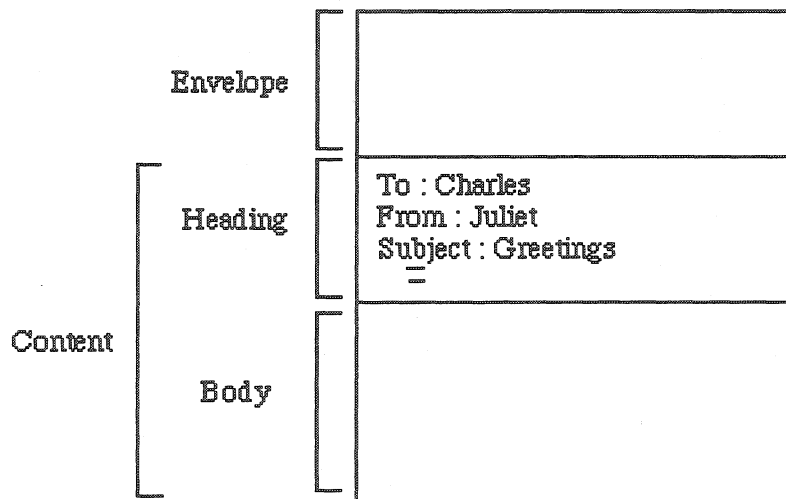 Envelope
Heading
To : Charles
From : Juliet
Subject : Greetings
Content
Body